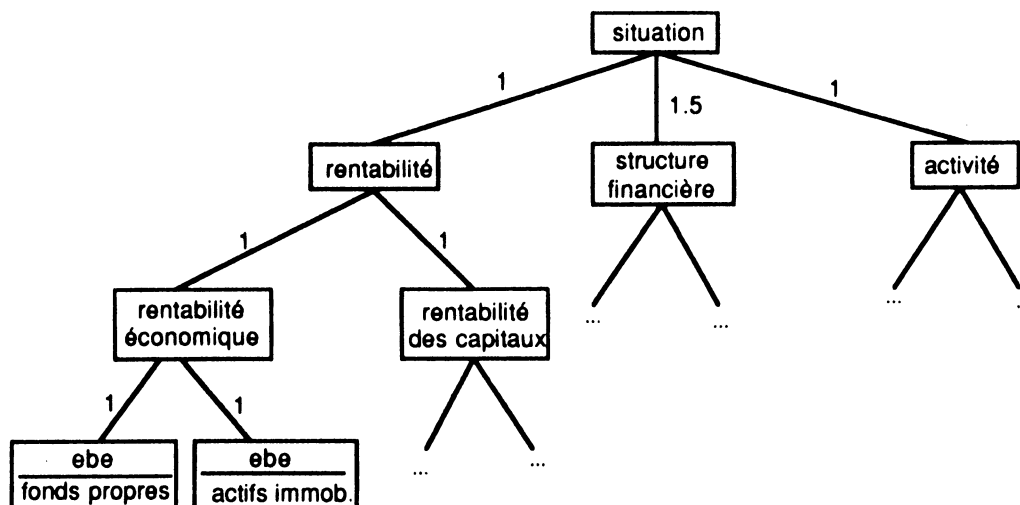 situation
1
1.5
1
rentabilité
structure
financière
activité
1
1
...
...
...
rentabilité
économique
rentabilité
des capitaux
1
1
...
...
ebe
fonds propres
ebe
actifs immob.